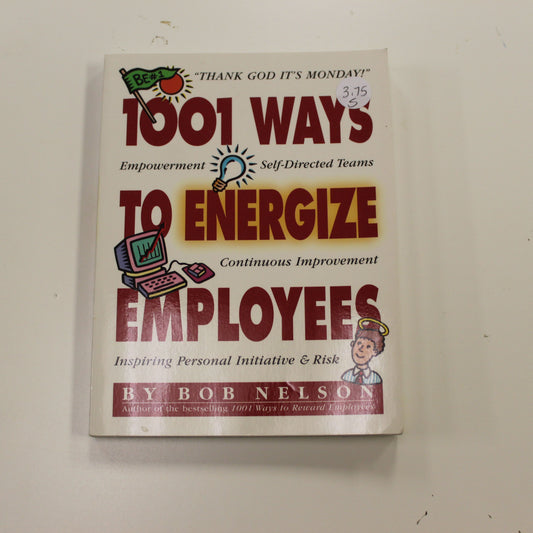 BE #1
"THANK GOD IT'S MONDAY!"
3.75
S
1001 WAYS
Empowerment Self-Directed Teams
TO ENERGIZE
Continuous Improvement
EMPLOYEES
Inspiring Personal Initiative & Risk
BY BOB NELSON
Author of the bestselling 1001 Ways to Reward Employees